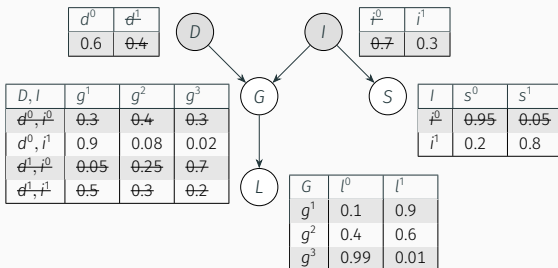 d⁰ d¹
0.6 0.4
D
I
i⁰ i¹
0.7 0.3
D, I g¹ g² g³
d⁰, i⁰ 0.3 0.4 0.3
d⁰, i¹ 0.9 0.08 0.02
d¹, i⁰ 0.05 0.25 0.7
d¹, i¹ 0.5 0.3 0.2
G
S
I s⁰ s¹
i⁰ 0.95 0.05
i¹ 0.2 0.8
L
G l⁰ l¹
g¹ 0.1 0.9
g² 0.4 0.6
g³ 0.99 0.01